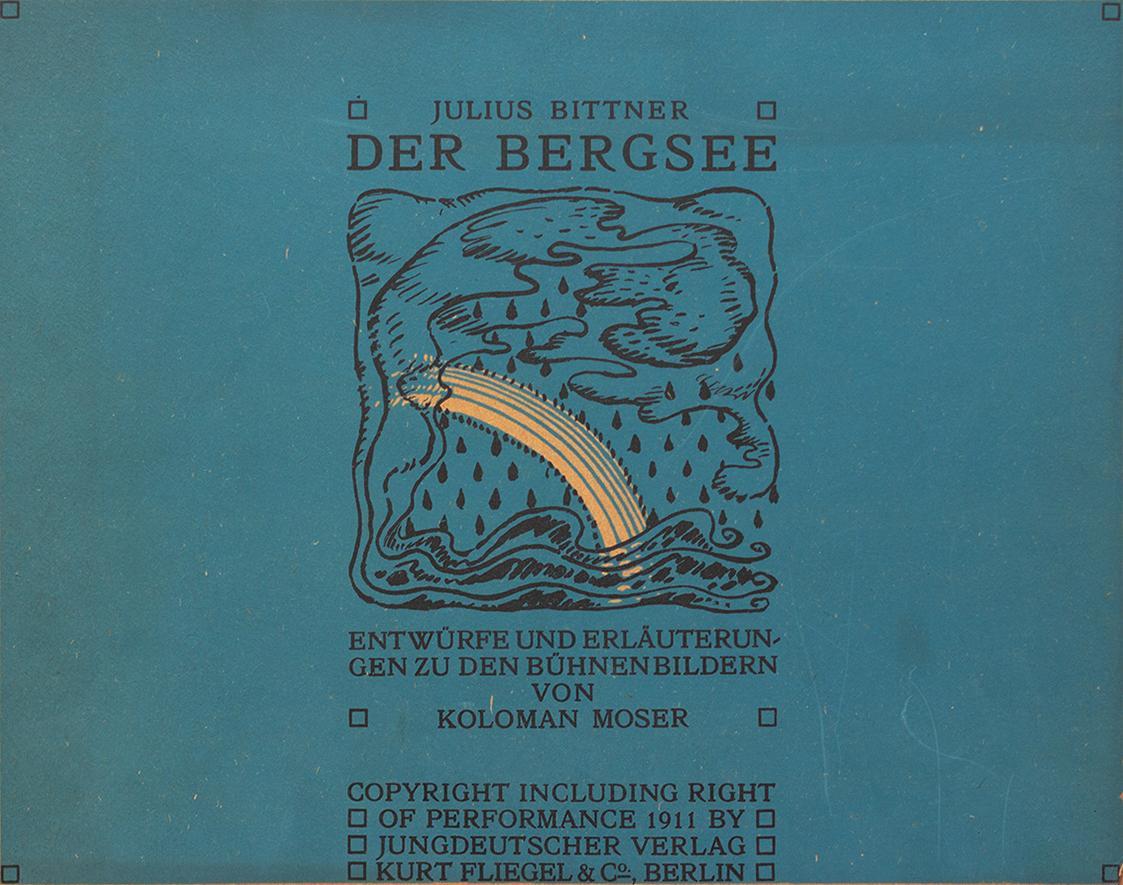 JULIUS BITTNER
DER BERGSEE
ENTWÜRFE UND ERLÄUTERUN-
GEN ZU DEN BÜHNENBILDERN
VON
KOLOMAN MOSER
COPYRIGHT INCLUDING RIGHT
OF PERFORMANCE 1911 BY
JUNGDEUTSCHER VERLAG
KURT FLIEGEL & Co., BERLIN